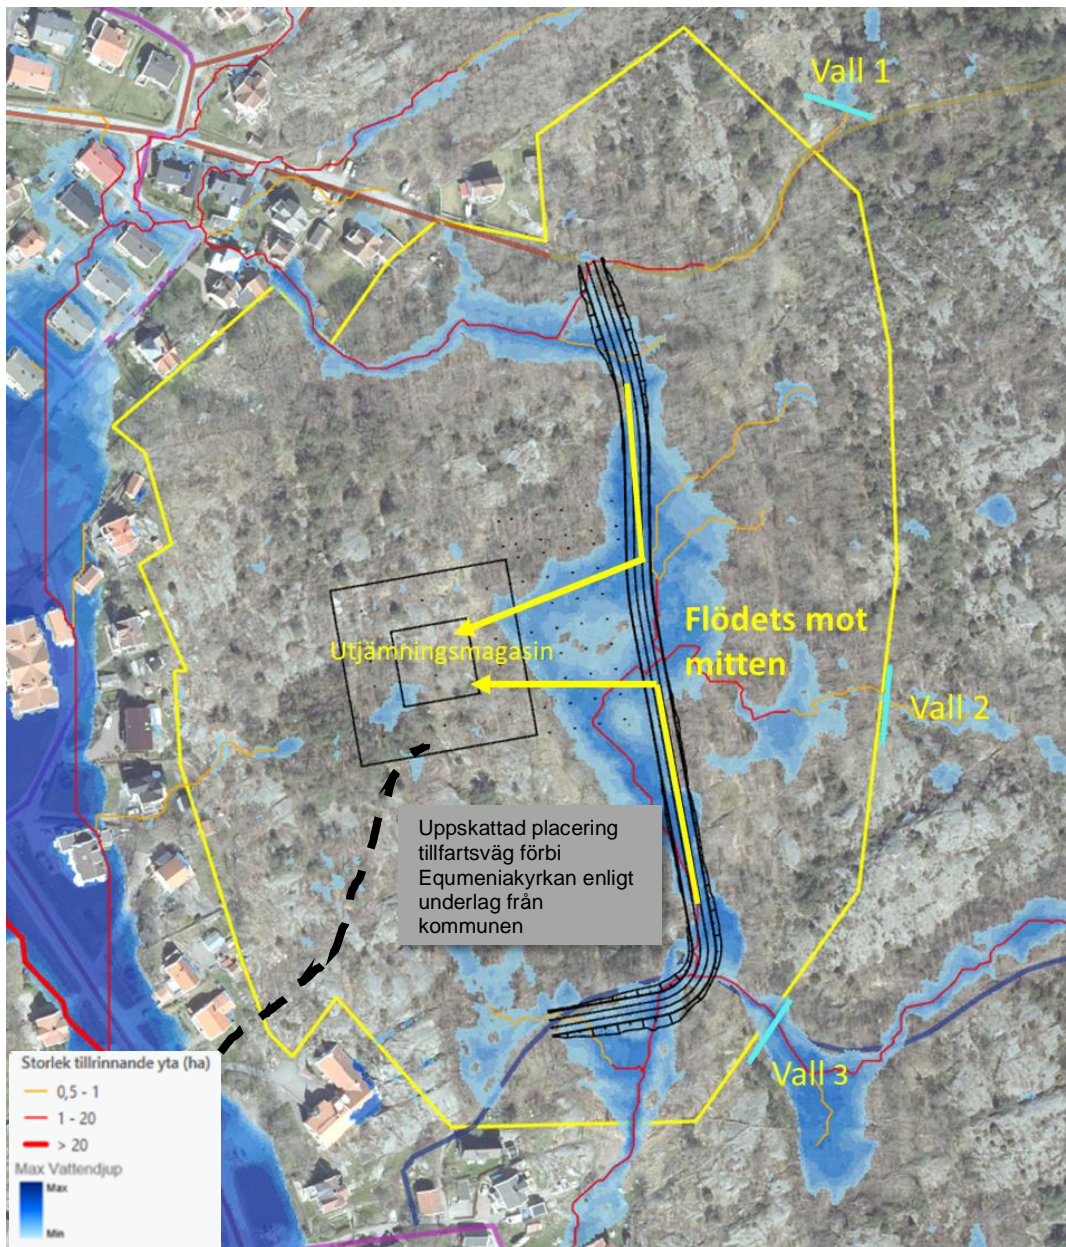 Vall 1
Flödets mot
mitten
Utjämningsmagasin
Vall 2
Uppskattad placering
tillfartsväg förbi
Equmeniakyrkan enligt
underlag från
kommunen
Vall 3
Storlek tillrinnande yta (ha)
0,5 - 1
1 - 20
> 20
Max Vattendjup
Max
Min